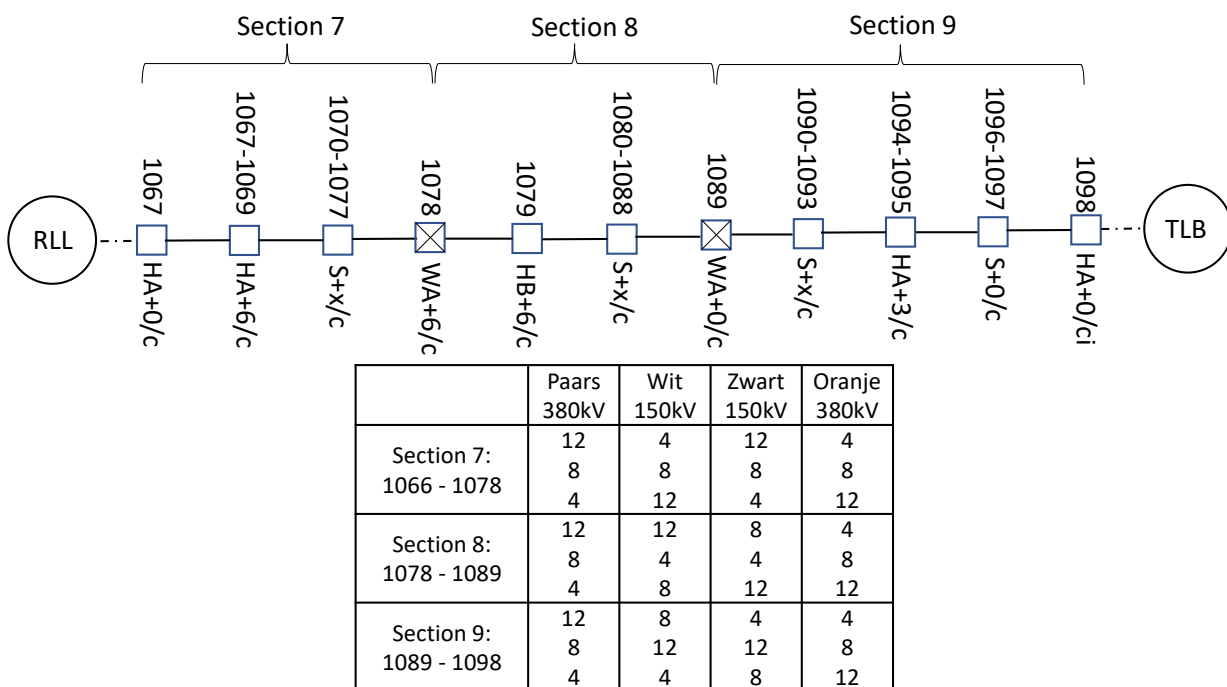 Section 7
Section 8
Section 9
1067
1067-1069
1070-1077
1078
1079
1080-1088
1089
1090-1093
1094-1095
1096-1097
1098
RLL
TLB
HA+0/c
HA+6/c
S+x/c
WA+6/c
HB+6/c
S+x/c
WA+0/c
S+x/c
HA+3/c
S+0/c
HA+0/ci
Paars Wit Zwart Oranje
380kV 150kV 150kV 380kV
12 4 12 4
Section 7: 8 8 8 8
1066 - 1078 4 12 4 12
12 12 8 4
Section 8: 8 4 4 8
1078 - 1089 4 8 12 12
12 8 4 4
Section 9: 8 12 12 8
1089 - 1098 4 4 8 12